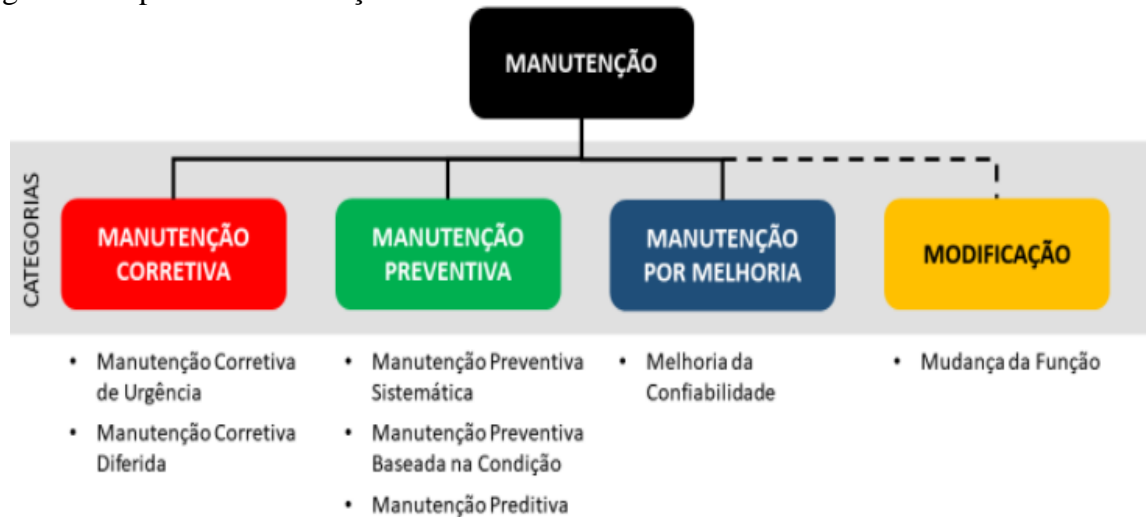 MANUTENÇÃO
CATEGORIAS
MANUTENÇÃO
CORRETIVA
MANUTENÇÃO
PREVENTIVA
MANUTENÇÃO
POR MELHORIA
MODIFICAÇÃO
• Manutenção Corretiva
de Urgência
• Manutenção Corretiva
Diferida
• Manutenção Preventiva
Sistemática
• Manutenção Preventiva
Baseada na Condição
• Manutenção Preditiva
• Melhoria da
Confiabilidade
• Mudança da Função